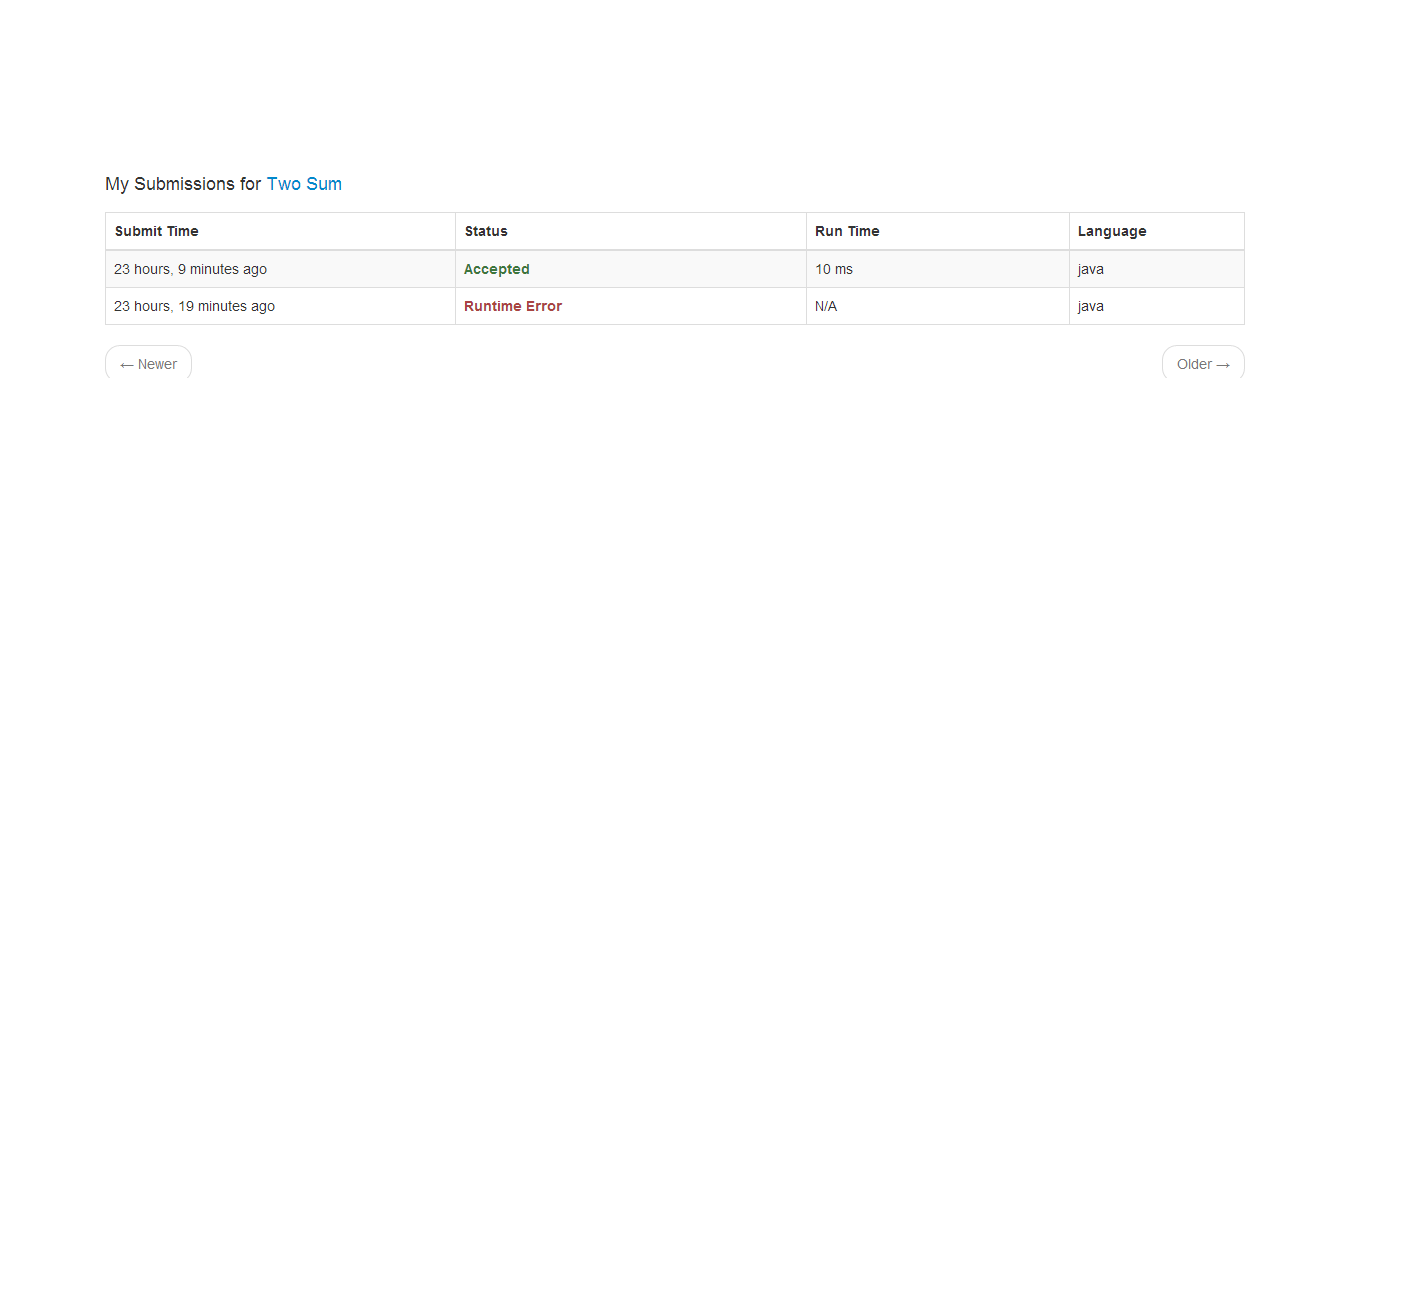 My Submissions for Two Sum
Submit Time Status Run Time Language
23 hours, 9 minutes ago Accepted 10 ms java
23 hours, 19 minutes ago Runtime Error N/A java
← Newer Older →